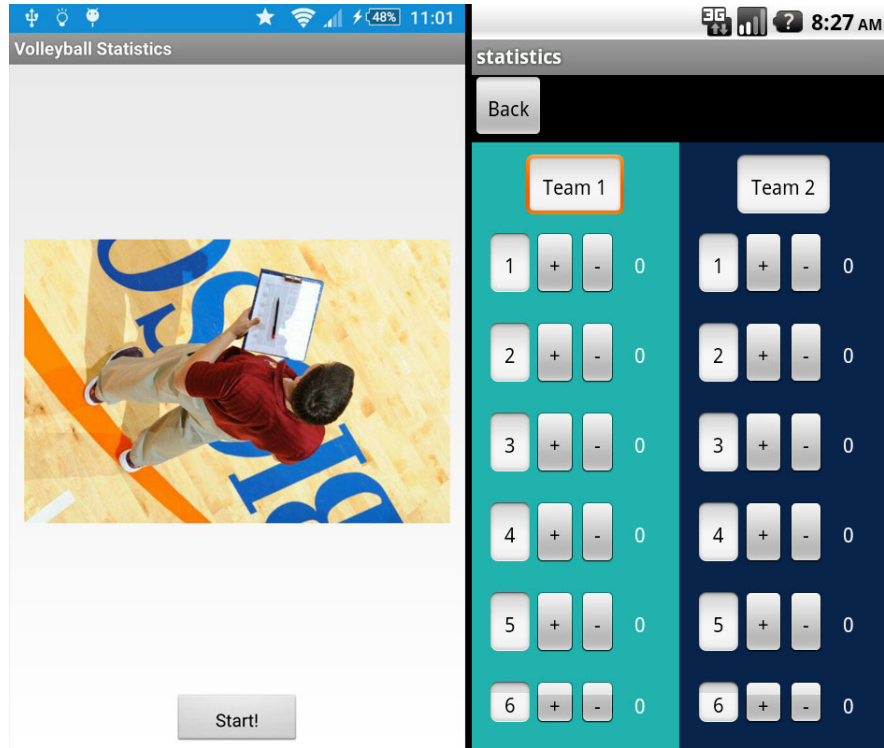 48% 11:01
Volleyball Statistics
Start!
3G ? 8:27 AM
statistics
Back
Team 1 Team 2
1 + - 0 1 + - 0
2 + - 0 2 + - 0
3 + - 0 3 + - 0
4 + - 0 4 + - 0
5 + - 0 5 + - 0
6 + - 0 6 + - 0